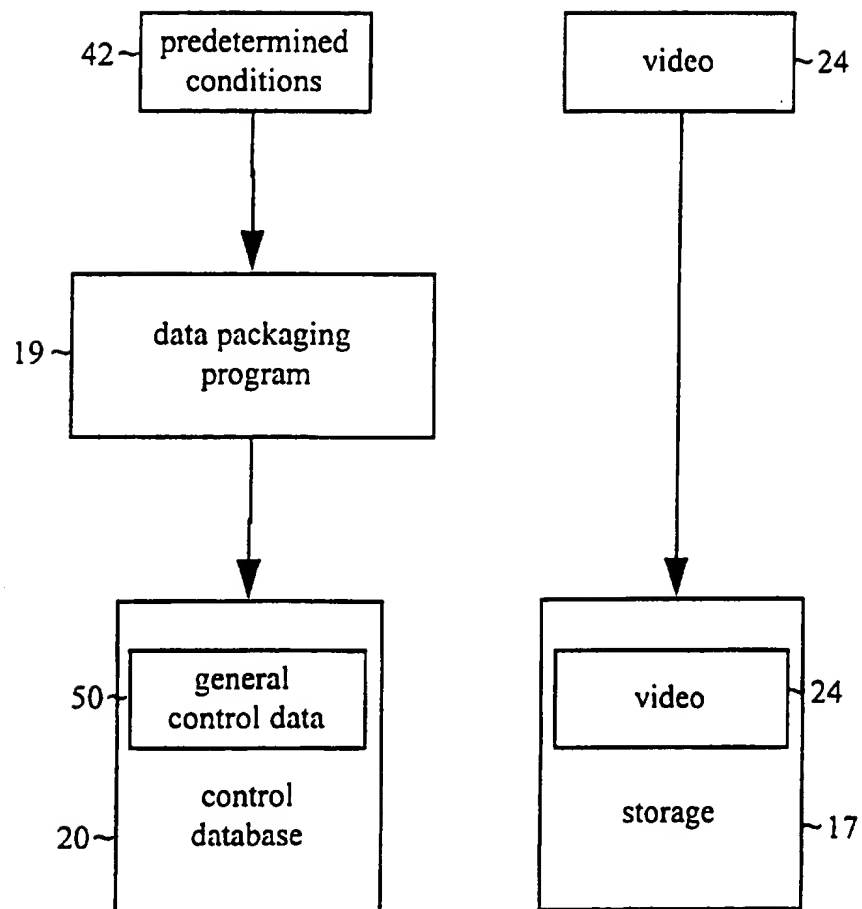 42
predetermined
conditions
video
24
19
data packaging
program
50
general
control data
control
database
20
video
24
storage
17